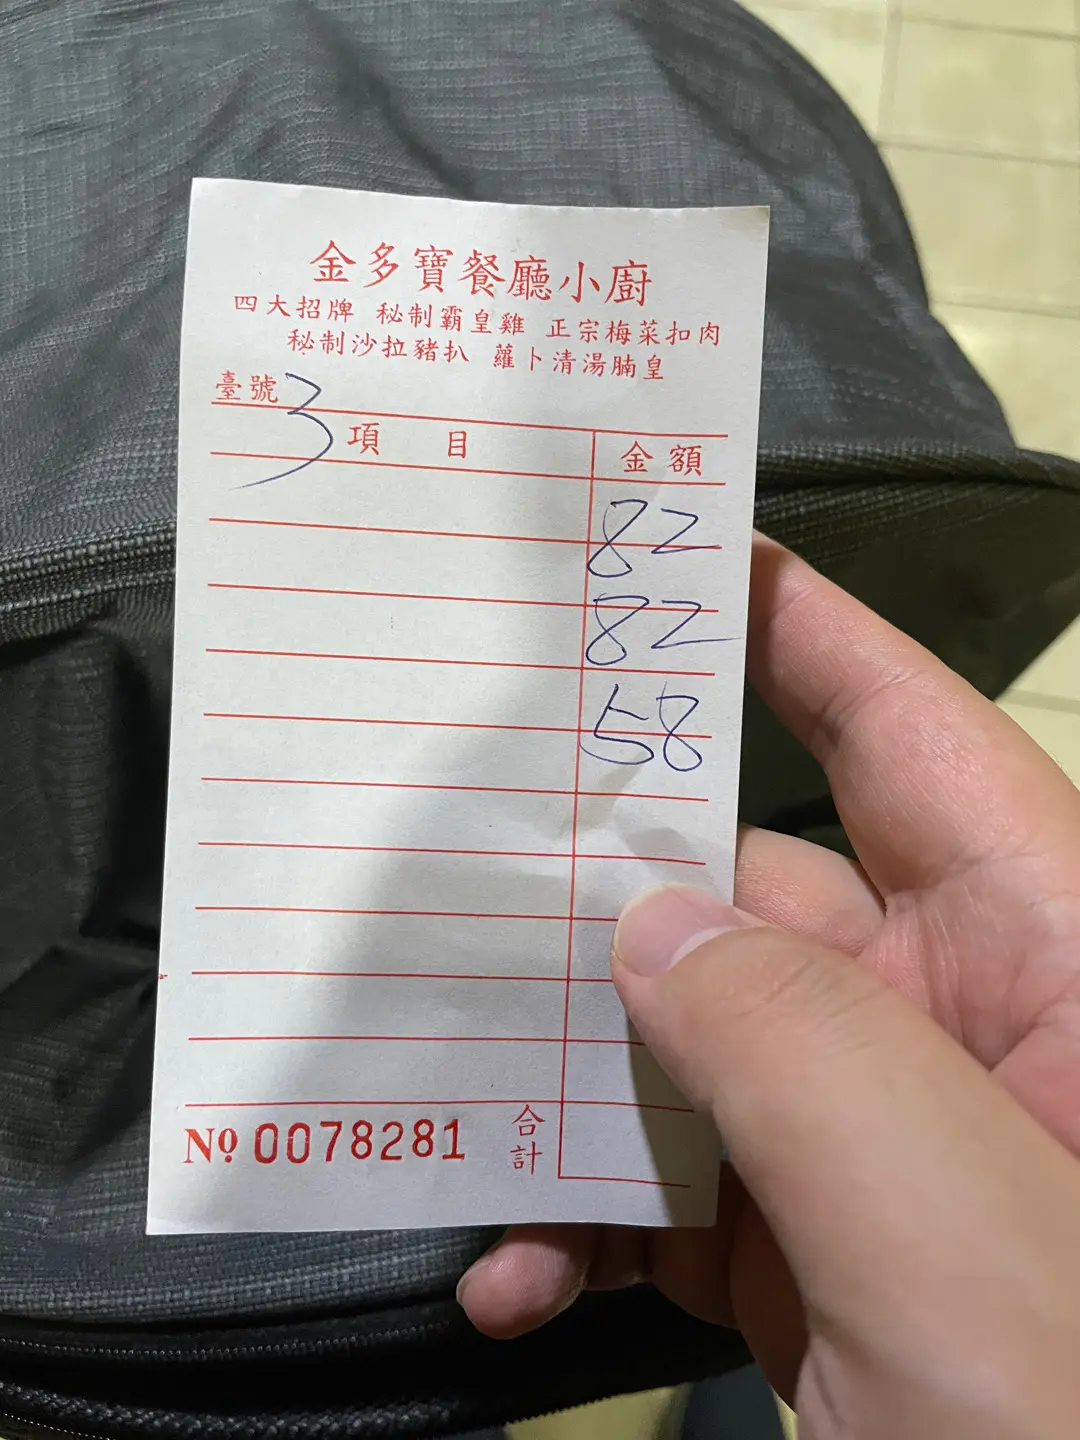 金多寶餐廳小廚
四大招牌 秘制霸皇雞 正宗梅菜扣肉
秘制沙拉豬扒 蘿卜清湯腩皇
臺號 3
項目 金額
82
82
58
№ 0078281 合計